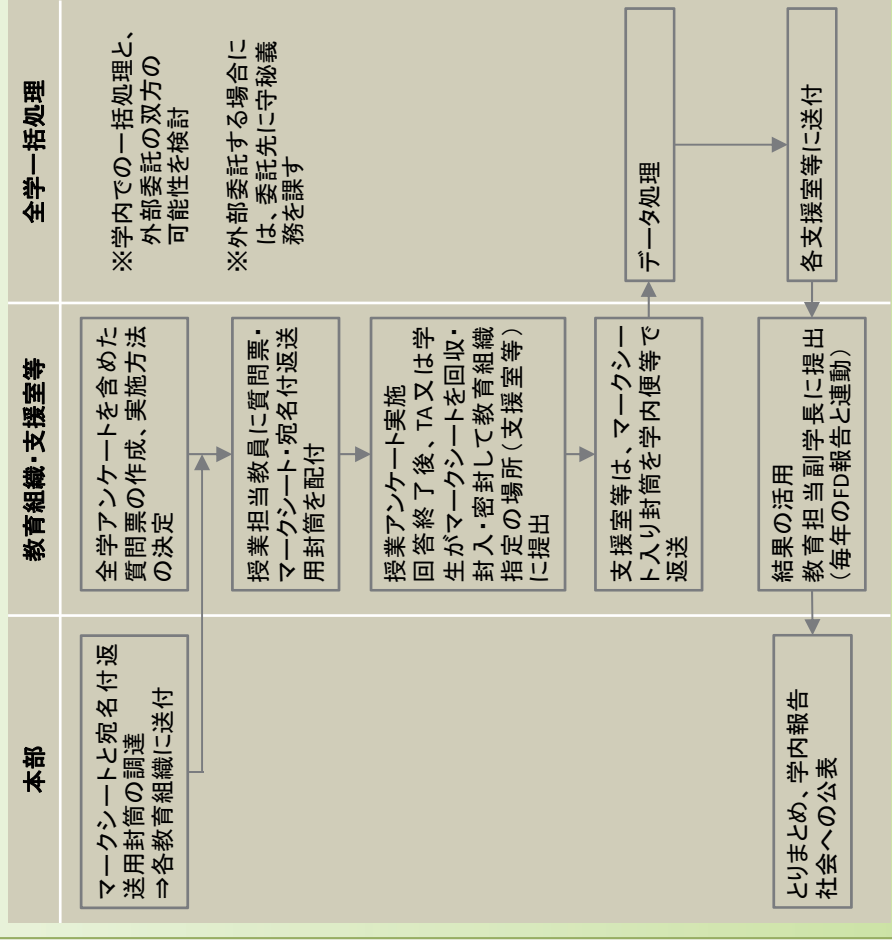 本部
教育組織・支援室等
全学一括処理
マークシートと宛名付返
送用封筒の調達
⇒各教育組織に送付
全学アンケートを含めた
質問票の作成、実施方法
の決定
※学内での一括処理と、
外部委託の双方の
可能性を検討
※外部委託する場合に
は、委託先に守秘義
務を課す
授業担当教員に質問票・
マークシート・宛名付返送
用封筒を配付
授業アンケート実施
回答終了後、TA又は学
生がマークシートを回収・
封入・密封して教育組織
指定の場所（支援室等）
に提出
支援室等は、マークシー
ト入り封筒を学内便等で
返送
データ処理
各支援室等に送付
結果の活用
教育担当副学長に提出
（毎年のFD報告と連動）
とりまとめ、学内報告
社会への公表